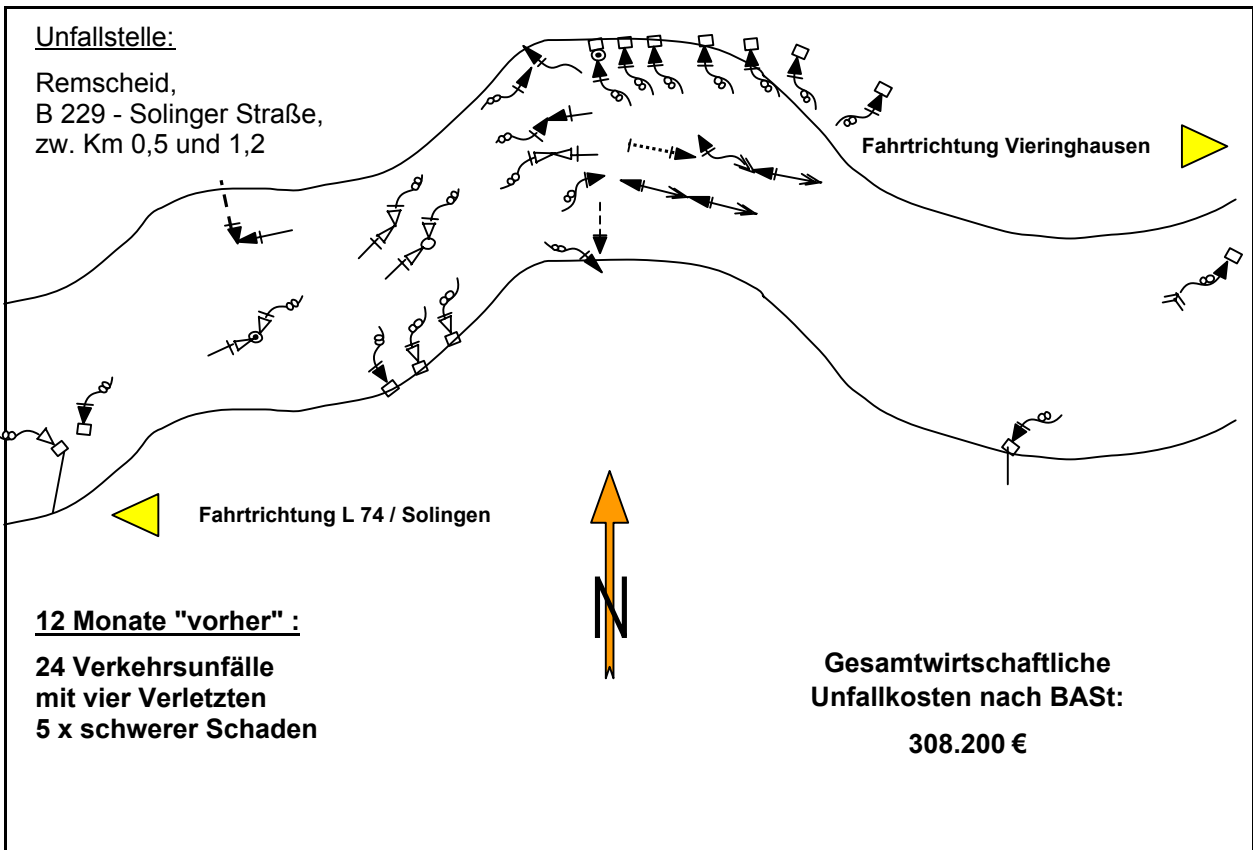 Unfallstelle:
Remscheid,
B 229 - Solinger Straße,
zw. Km 0,5 und 1,2
Fahrtrichtung Vieringhausen
Fahrtrichtung L 74 / Solingen
N
12 Monate "vorher" :
24 Verkehrsunfälle
mit vier Verletzten
5 x schwerer Schaden
Gesamtwirtschaftliche
Unfallkosten nach BASt:
308.200 €